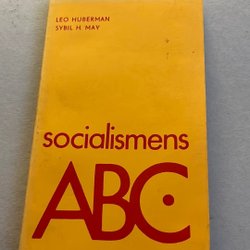 LEO HUBERMAN
SYBIL H. MAY
socialismens
ABC